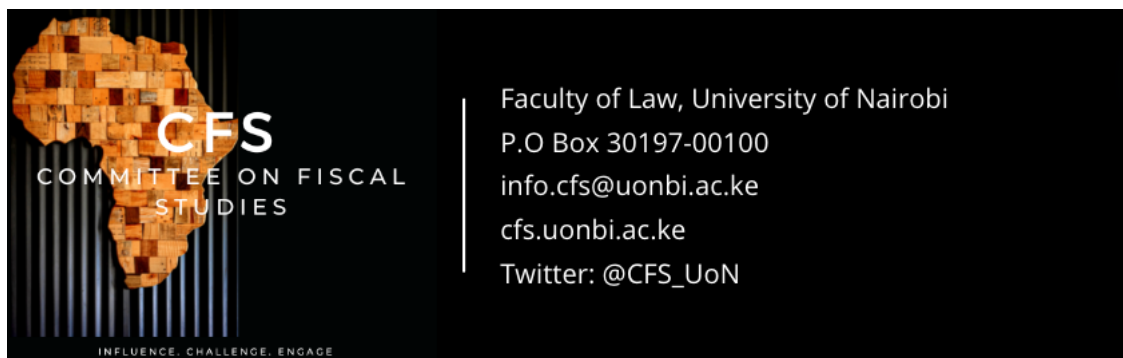 CFS
COMMITTEE ON FISCAL
STUDIES
INFLUENCE. CHALLENGE. ENGAGE
Faculty of Law, University of Nairobi
P.O Box 30197-00100
info.cfs@uonbi.ac.ke
cfs.uonbi.ac.ke
Twitter: @CFS_UoN